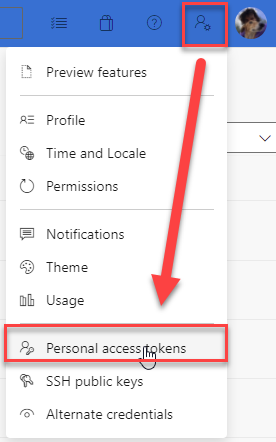 Preview features
Profile
Time and Locale
Permissions
Notifications
Theme
Usage
Personal access tokens
SSH public keys
Alternate credentials